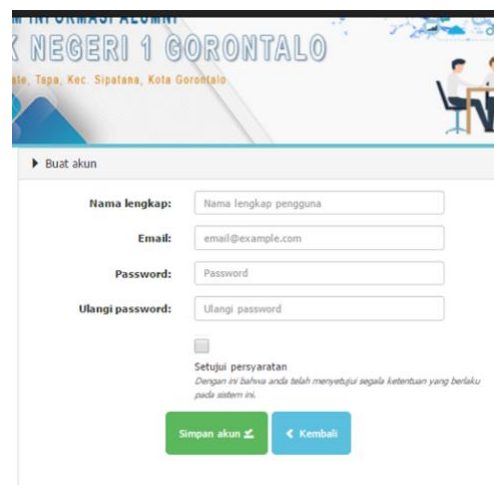 INFORMASI ALUMNI
NEGERI 1 GORONTALO
Tapa, Kec. Sipatana, Kota Gorontalo
Buat akun
Nama lengkap: Nama lengkap pengguna
Email: email@example.com
Password: Password
Ulangi password: Ulangi password
Setujui persyaratan
Dengan ini bahwa anda telah menyetujui segala ketentuan yang berlaku
pada sistem ini.
Simpan akun Kembali